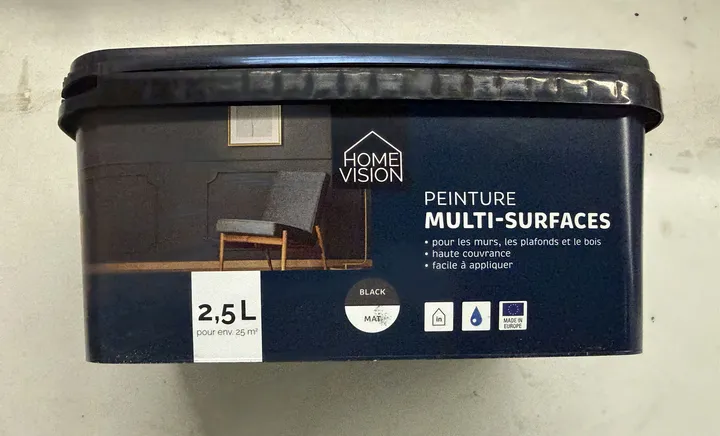 HOME
VISION
PEINTURE
MULTI-SURFACES
• pour les murs, les plafonds et le bois
• haute couvrance
• facile à appliquer
2,5 L
pour env. 25 m²
BLACK
MAT
in
MADE IN
EUROPE